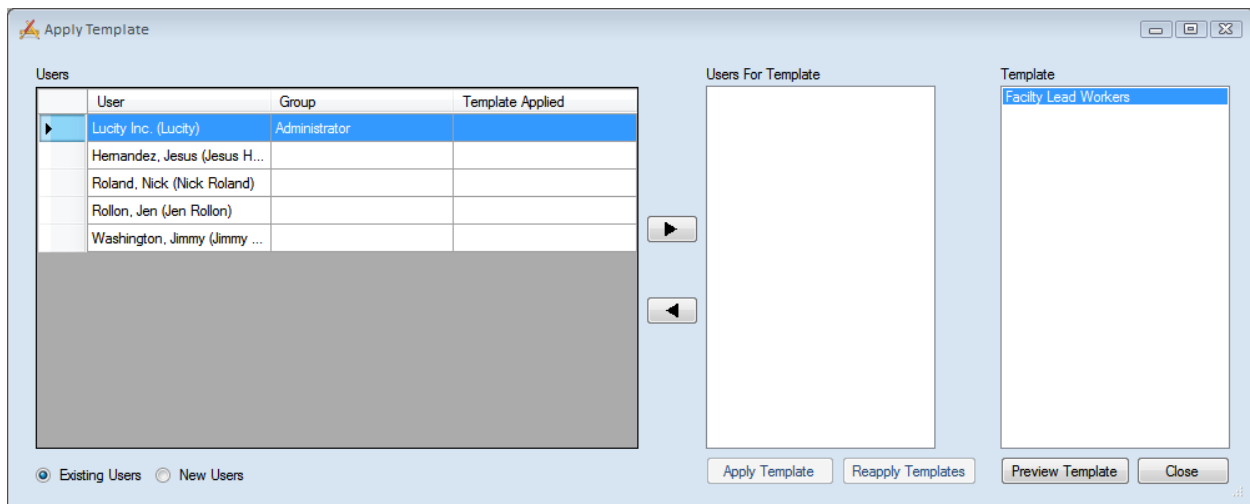 Apply Template
Users
Users For Template
Template
User Group Template Applied
Lucity Inc. (Lucity) Administrator
Hernandez, Jesus (Jesus H...
Roland, Nick (Nick Roland)
Rollon, Jen (Jen Rollon)
Washington, Jimmy (Jimmy ...
Facilty Lead Workers
Existing Users New Users
Apply Template Reapply Templates Preview Template Close